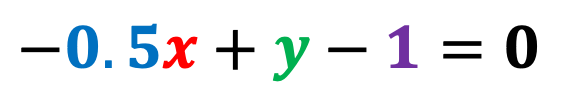 −0.5x + y − 1 = 0